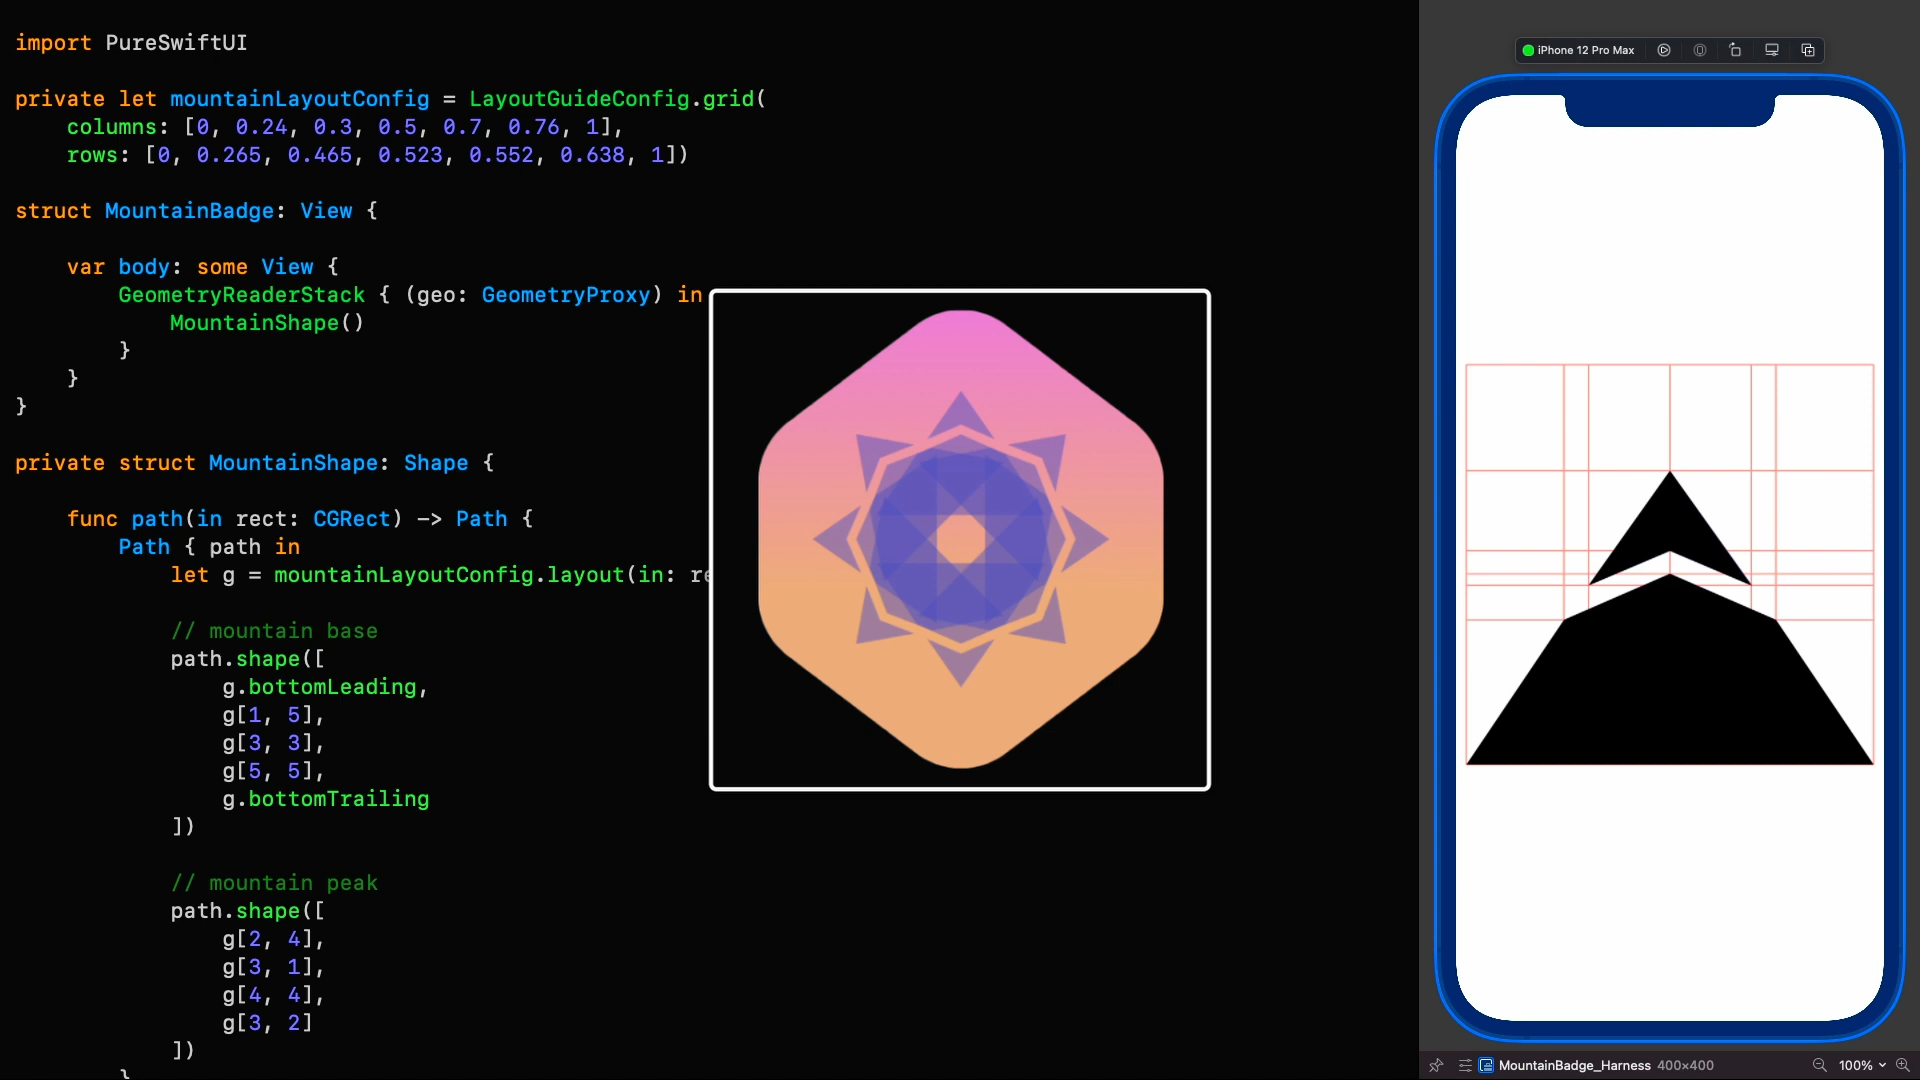 import PureSwiftUI
private let mountainLayoutConfig = LayoutGuideConfig.grid(
    columns: [0, 0.24, 0.3, 0.5, 0.7, 0.76, 1],
    rows: [0, 0.265, 0.465, 0.523, 0.552, 0.638, 1])
struct MountainBadge: View {
    var body: some View {
        GeometryReaderStack { (geo: GeometryProxy) in
            MountainShape()
        }
    }
}
private struct MountainShape: Shape {
    func path(in rect: CGRect) -> Path {
        Path { path in
            let g = mountainLayoutConfig.layout(in: re
            // mountain base
            path.shape([
                g.bottomLeading,
                g[1, 5],
                g[3, 3],
                g[5, 5],
                g.bottomTrailing
            ])
            // mountain peak
            path.shape([
                g[2, 4],
                g[3, 1],
                g[4, 4],
                g[3, 2]
            ])
        }
iPhone 12 Pro Max
MountainBadge_Harness 400×400
100%